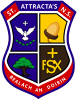 ST. ATTRACTA'S N.S.
FSX
BEALACH AN DOIRÍN